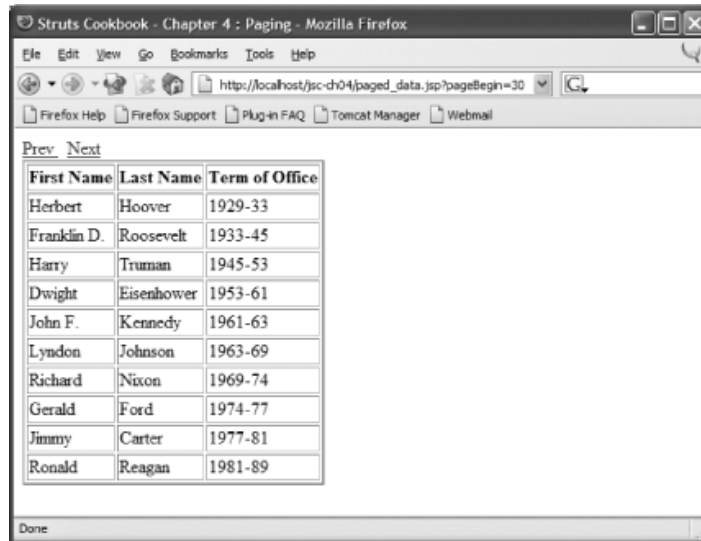 Struts Cookbook - Chapter 4 : Paging - Mozilla Firefox
File Edit View Go Bookmarks Tools Help
http://localhost/jsc-ch04/paged_data.jsp?pageBegin=30 G
Firefox Help Firefox Support Plug-in FAQ Tomcat Manager Webmail
Prev Next
First Name Last Name Term of Office
Herbert Hoover 1929-33
Franklin D. Roosevelt 1933-45
Harry Truman 1945-53
Dwight Eisenhower 1953-61
John F. Kennedy 1961-63
Lyndon Johnson 1963-69
Richard Nixon 1969-74
Gerald Ford 1974-77
Jimmy Carter 1977-81
Ronald Reagan 1981-89
Done